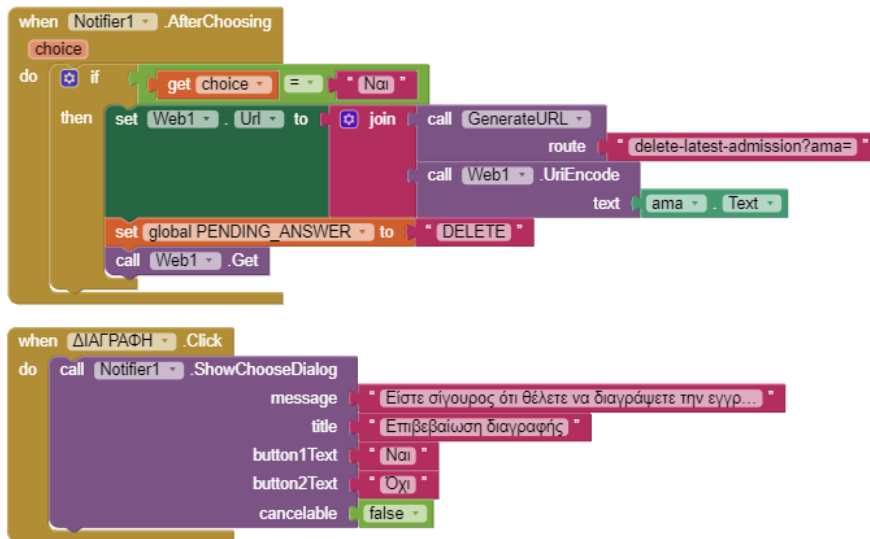 when Notifier1 .AfterChoosing
choice
do if get choice = " Ναι "
then set Web1 . Url to join call GenerateURL
route " delete-latest-admission?ama= "
call Web1 .UriEncode
text ama . Text
set global PENDING_ANSWER to " DELETE "
call Web1 .Get
when ΔΙΑΓΡΑΦΗ .Click
do call Notifier1 .ShowChooseDialog
message " Είστε σίγουρος ότι θέλετε να διαγράψετε την εγγρ... "
title " Επιβεβαίωση διαγραφής "
button1Text " Ναι "
button2Text " Όχι "
cancelable false